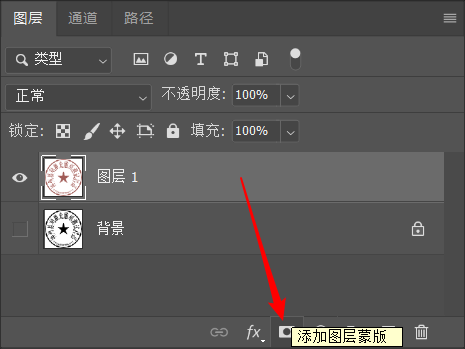 图层 通道 路径
类型
正常 不透明度: 100%
锁定: 填充: 100%
图层 1
背景
fx
添加图层蒙版